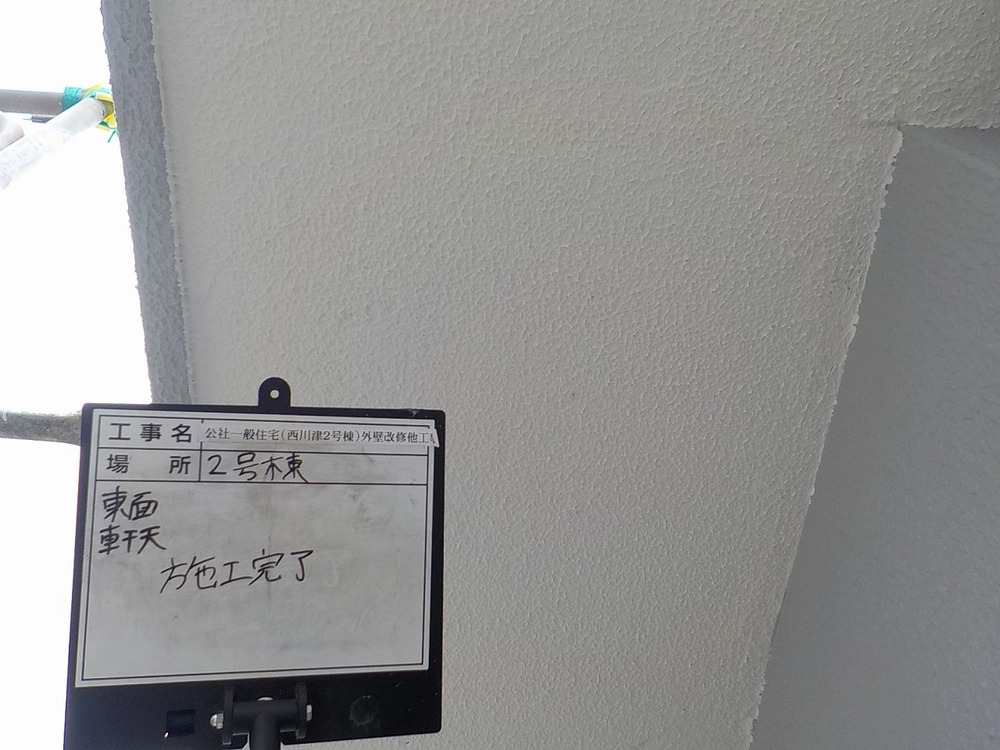 工事名 公社一般住宅(西川津2号棟)外壁改修他工事
場所 2号棟
東面
軒天
施工完了